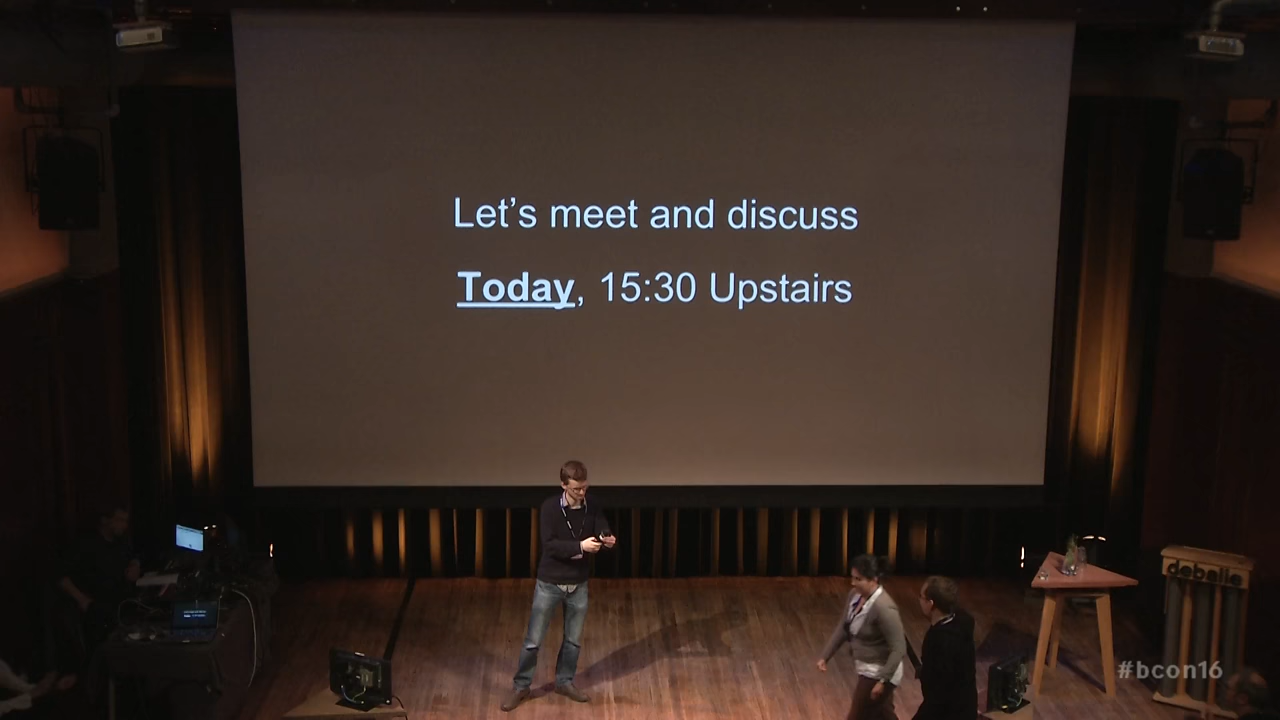 Let's meet and discuss
Today, 15:30 Upstairs
debalie
#bcon16